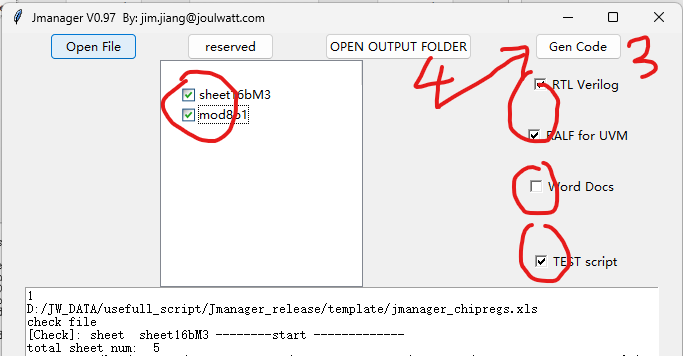 Jmanager V0.97 By: jim.jiang@joulwatt.com
Open File reserved OPEN OUTPUT FOLDER Gen Code 3
4
sheet16bM3 RTL Verilog
mod8b1
RALF for UVM
Word Docs
TEST script
1
D:/JW_DATA/usefull_script/Jmanager_release/template/jmanager_chipregs.xls
check file
[Check]: sheet sheet16bM3 --------start -------------
total sheet num: 5